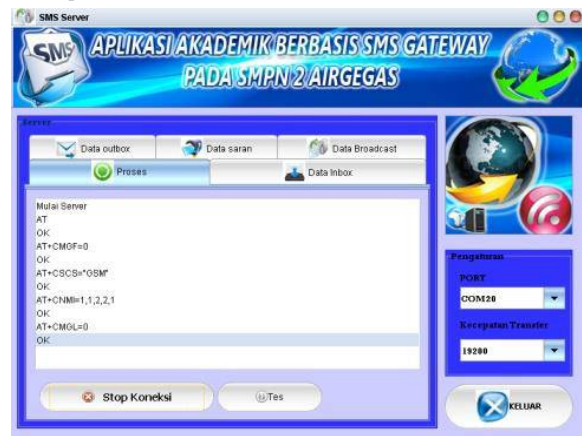 SMS Server
SMS
APLIKASI AKADEMIK BERBASIS SMS GATEWAY
PADA SMPN 2 AIRGEGAS
Server
Data outbox
Data saran
Data Broadcast
Proses
Data Inbox
Mulai Server
AT
OK
AT+CMGF=0
OK
AT+CSCS="GSM"
OK
AT+CNMI=1,1,2,2,1
OK
AT+CMGL=0
OK
Stop Koneksi
Tes
Pengaturan
PORT
COM20
Kecepatan Transfer
19200
KELUAR